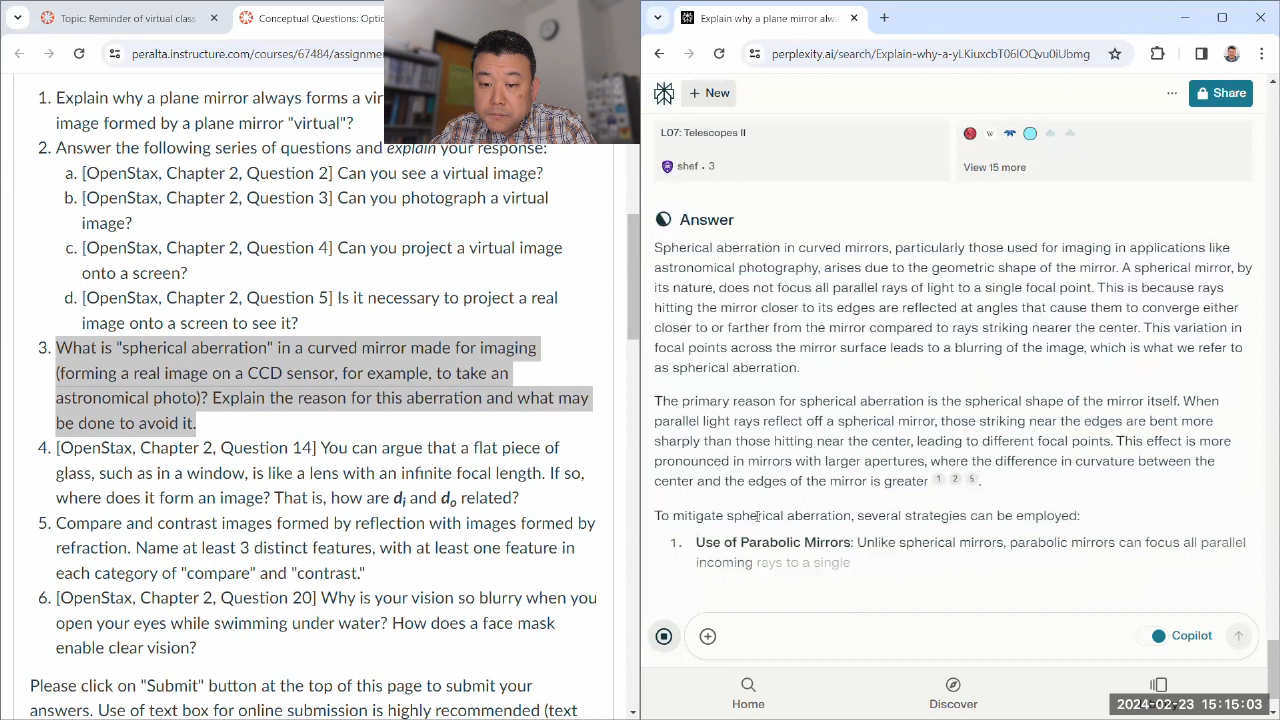 Topic: Reminder of virtual class
Conceptual Questions: Optic
peralta.instructure.com/courses/67484/assignme
1. Explain why a plane mirror always forms a vir
image formed by a plane mirror "virtual"?
2. Answer the following series of questions and explain your response:
a. [OpenStax, Chapter 2, Question 2] Can you see a virtual image?
b. [OpenStax, Chapter 2, Question 3] Can you photograph a virtual
image?
c. [OpenStax, Chapter 2, Question 4] Can you project a virtual image
onto a screen?
d. [OpenStax, Chapter 2, Question 5] Is it necessary to project a real
image onto a screen to see it?
3. What is "spherical aberration" in a curved mirror made for imaging
(forming a real image on a CCD sensor, for example, to take an
astronomical photo)? Explain the reason for this aberration and what may
be done to avoid it.
4. [OpenStax, Chapter 2, Question 14] You can argue that a flat piece of
glass, such as in a window, is like a lens with an infinite focal length. If so,
where does it form an image? That is, how are di and do related?
5. Compare and contrast images formed by reflection with images formed by
refraction. Name at least 3 distinct features, with at least one feature in
each category of "compare" and "contrast."
6. [OpenStax, Chapter 2, Question 20] Why is your vision so blurry when you
open your eyes while swimming under water? How does a face mask
enable clear vision?
Please click on "Submit" button at the top of this page to submit your
answers. Use of text box for online submission is highly recommended (text
Explain why a plane mirror alwa
perplexity.ai/search/Explain-why-a-yLKiuxcbT06IOQvu0iUbmg
New
Share
L07: Telescopes II
shef . 3
View 15 more
Answer
Spherical aberration in curved mirrors, particularly those used for imaging in applications like
astronomical photography, arises due to the geometric shape of the mirror. A spherical mirror, by
its nature, does not focus all parallel rays of light to a single focal point. This is because rays
hitting the mirror closer to its edges are reflected at angles that cause them to converge either
closer to or farther from the mirror compared to rays striking nearer the center. This variation in
focal points across the mirror surface leads to a blurring of the image, which is what we refer to
as spherical aberration.
The primary reason for spherical aberration is the spherical shape of the mirror itself. When
parallel light rays reflect off a spherical mirror, those striking near the edges are bent more
sharply than those hitting near the center, leading to different focal points. This effect is more
pronounced in mirrors with larger apertures, where the difference in curvature between the
center and the edges of the mirror is greater 1 2 5 .
To mitigate spherical aberration, several strategies can be employed:
1. Use of Parabolic Mirrors: Unlike spherical mirrors, parabolic mirrors can focus all parallel
incoming rays to a single
Copilot
Home
Discover
2024-02-23 15:15:03